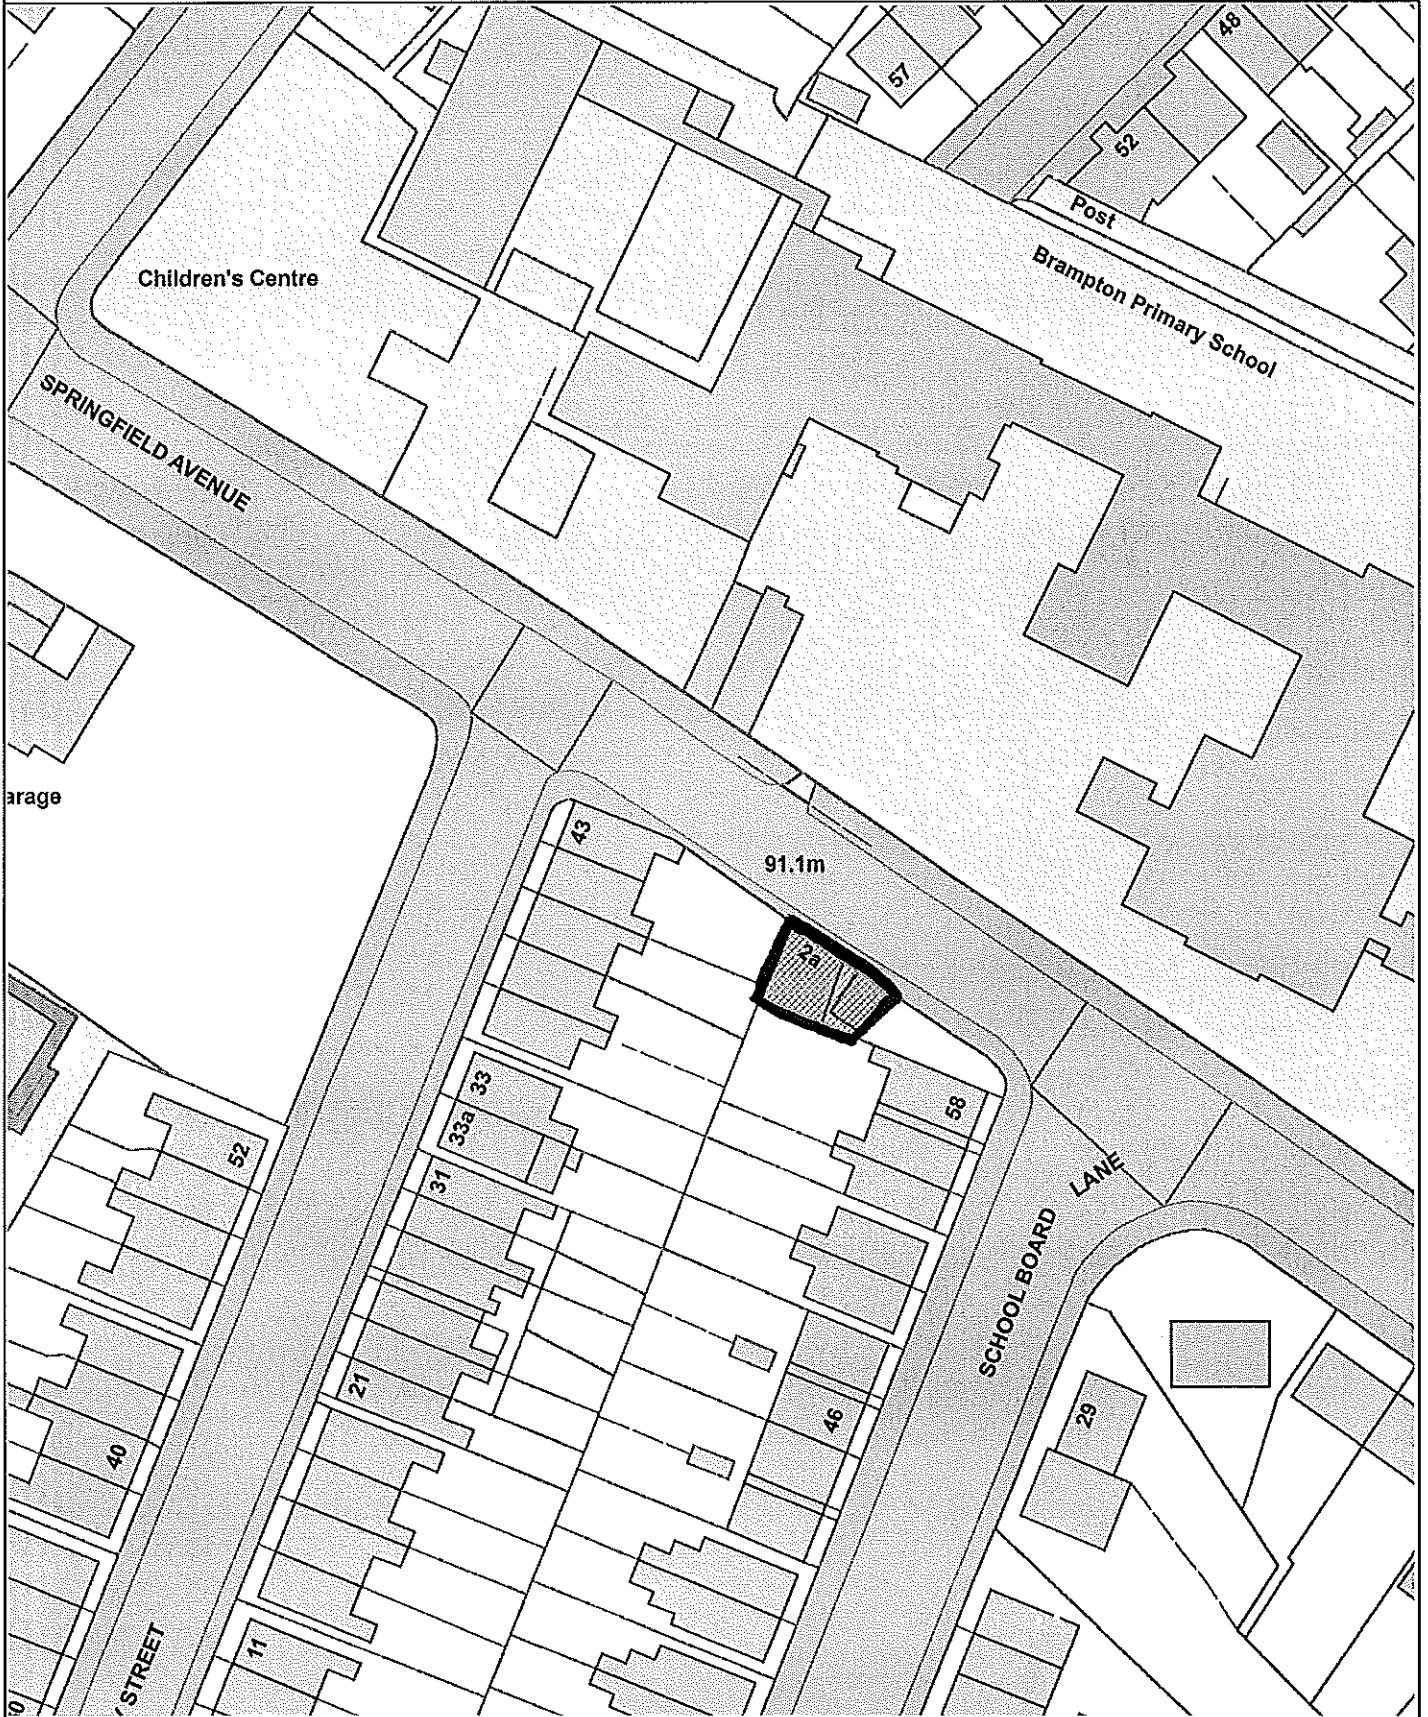 48
57
52
Post
Brampton Primary School
Children's Centre
SPRINGFIELD AVENUE
arage
43
91.1m
2a
33
33a
58
52
31
LANE
SCHOOL BOARD
21
46
29
40
11
STREET